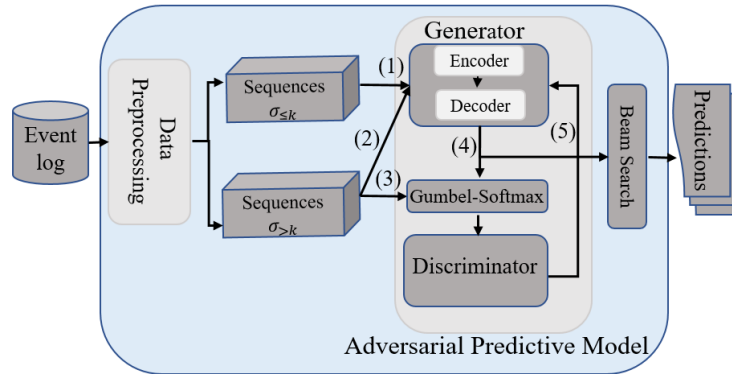 Generator
Encoder
Decoder
Event
log
Data
Preprocessing
Sequences
σ≤k
Sequences
σ>k
(1)
(2)
(3)
(4)
(5)
Gumbel-Softmax
Discriminator
Beam Search
Predictions
Adversarial Predictive Model